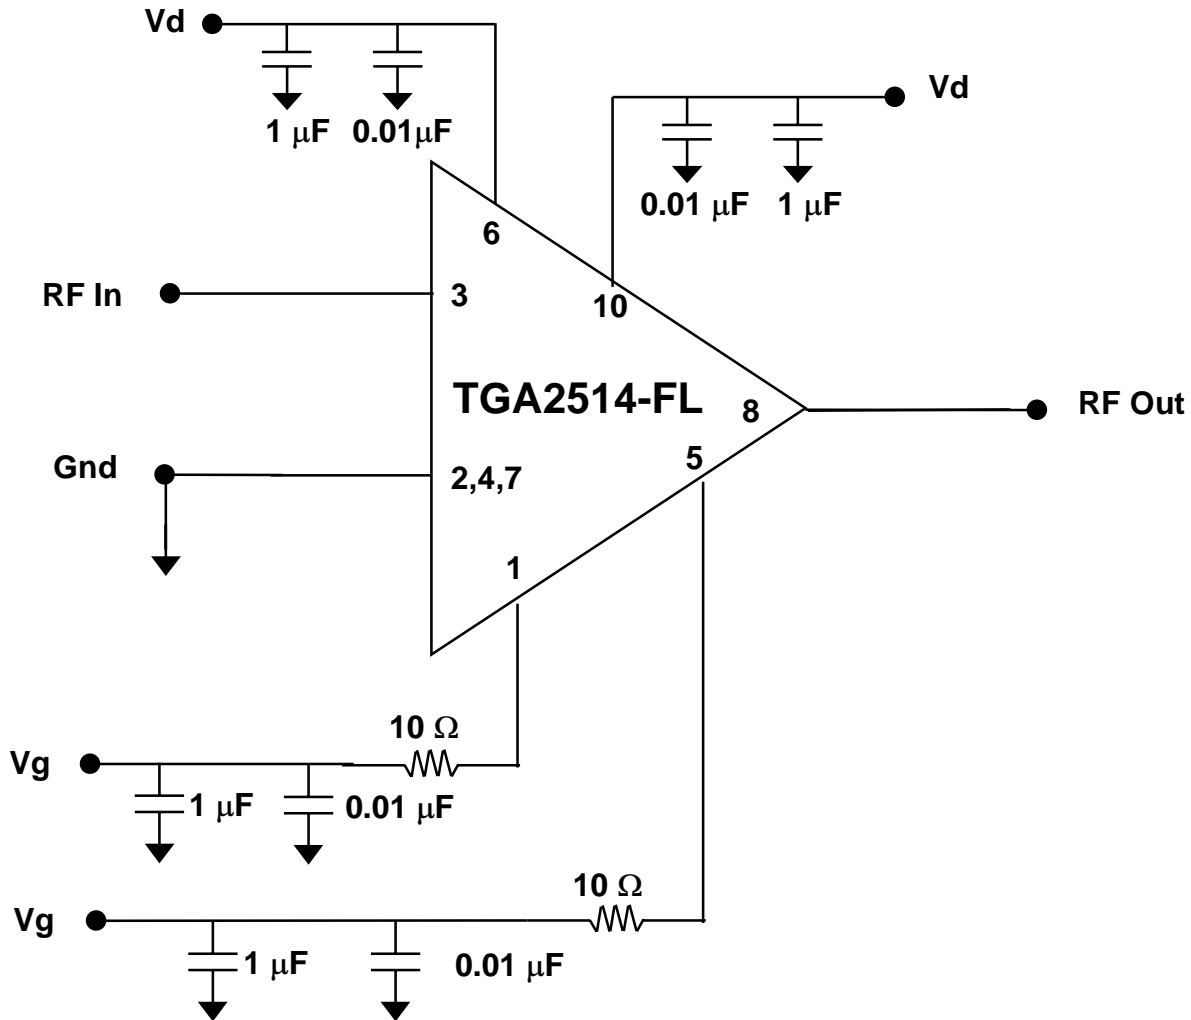 Vd
1 μF 0.01μF
Vd
0.01 μF 1 μF
6
RF In
3
10
TGA2514-FL
8
RF Out
Gnd
2,4,7
5
1
10 Ω
Vg
1 μF
0.01 μF
10 Ω
Vg
1 μF
0.01 μF